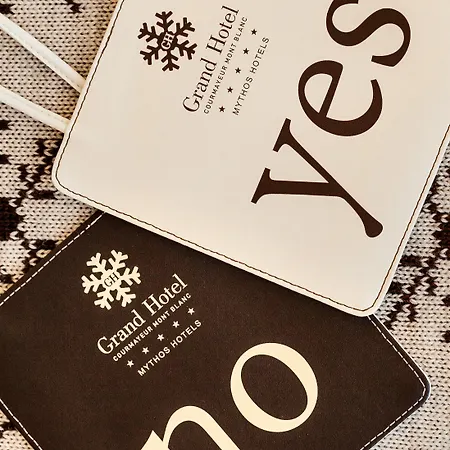 GH
Grand Hotel
COURMAYEUR MONT BLANC
★ ★ ★ ★ ★
MYTHOS HOTELS
yes
GH
Grand Hotel
COURMAYEUR MONT BLANC
★ ★ ★ ★ ★
MYTHOS HOTELS
no